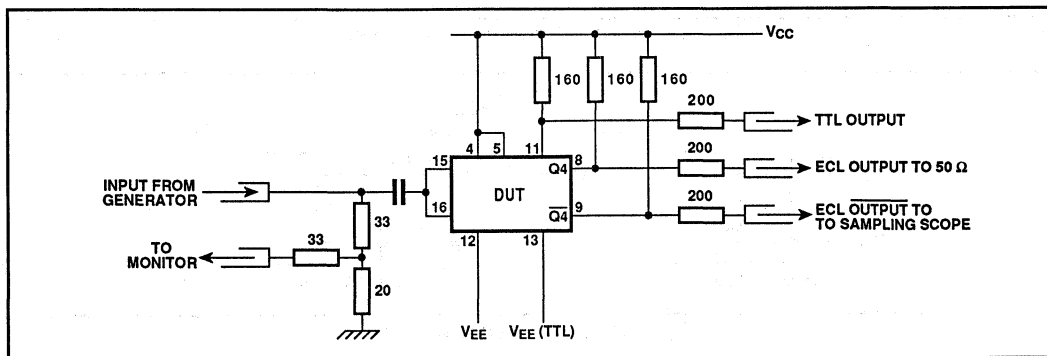 VCC
160
160
160
200
TTL OUTPUT
4
5
11
15
Q4
8
200
ECL OUTPUT TO 50 Ω
INPUT FROM
GENERATOR
DUT
200
16
Q4
9
ECL OUTPUT TO
TO SAMPLING SCOPE
33
12
13
TO
MONITOR
33
20
VEE
VEE (TTL)